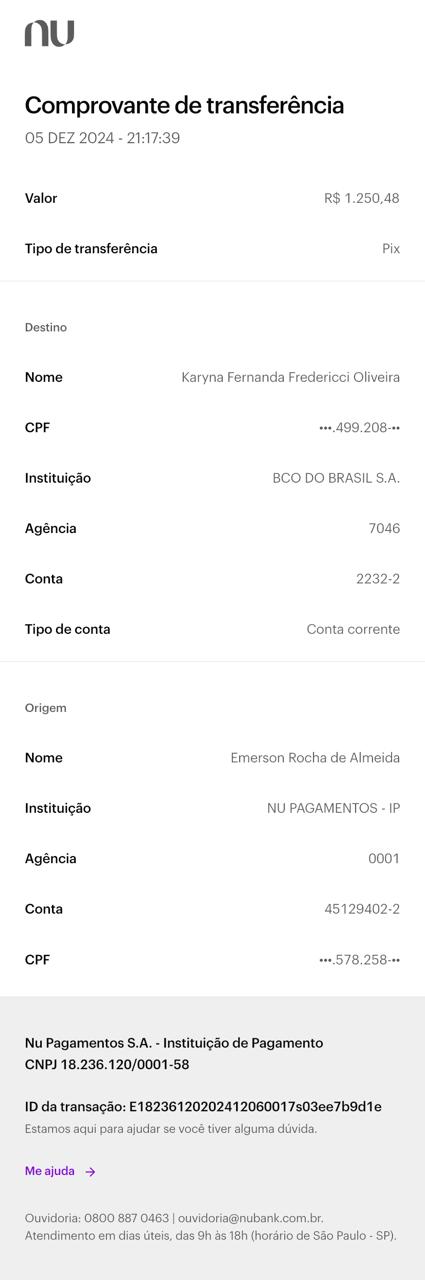 nu
Comprovante de transferência
05 DEZ 2024 - 21:17:39
Valor R$ 1.250,48
Tipo de transferência Pix
Destino
Nome Karyna Fernanda Fredericci Oliveira
CPF •••.499.208-••
Instituição BCO DO BRASIL S.A.
Agência 7046
Conta 2232-2
Tipo de conta Conta corrente
Origem
Nome Emerson Rocha de Almeida
Instituição NU PAGAMENTOS - IP
Agência 0001
Conta 45129402-2
CPF •••.578.258-••
Nu Pagamentos S.A. - Instituição de Pagamento
CNPJ 18.236.120/0001-58
ID da transação: E18236120202412060017s03ee7b9d1e
Estamos aqui para ajudar se você tiver alguma dúvida.
Me ajuda →
Ouvidoria: 0800 887 0463 | ouvidoria@nubank.com.br.
Atendimento em dias úteis, das 9h às 18h (horário de São Paulo - SP).